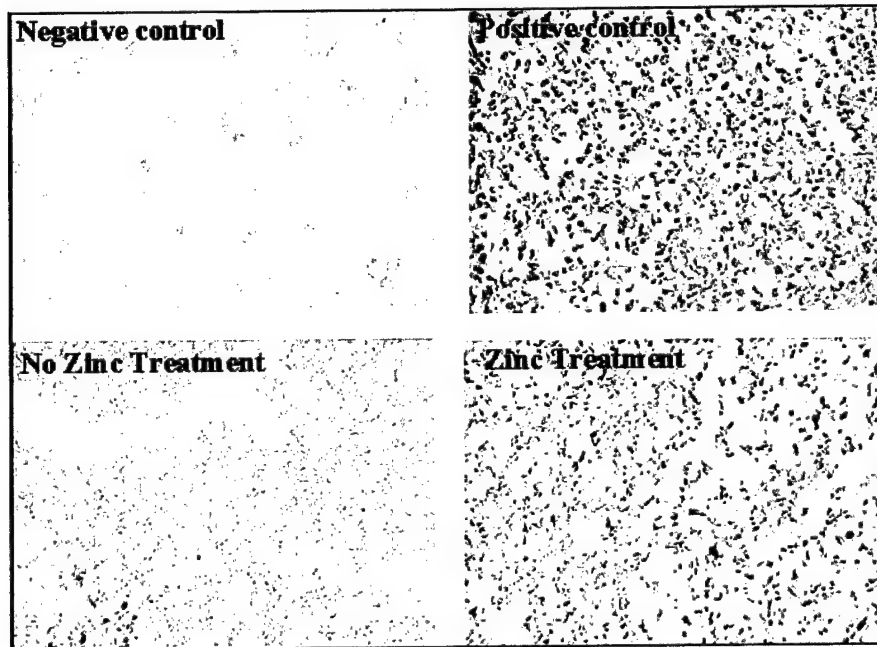 Negative control
Positive control
No Zinc Treatment
Zinc Treatment